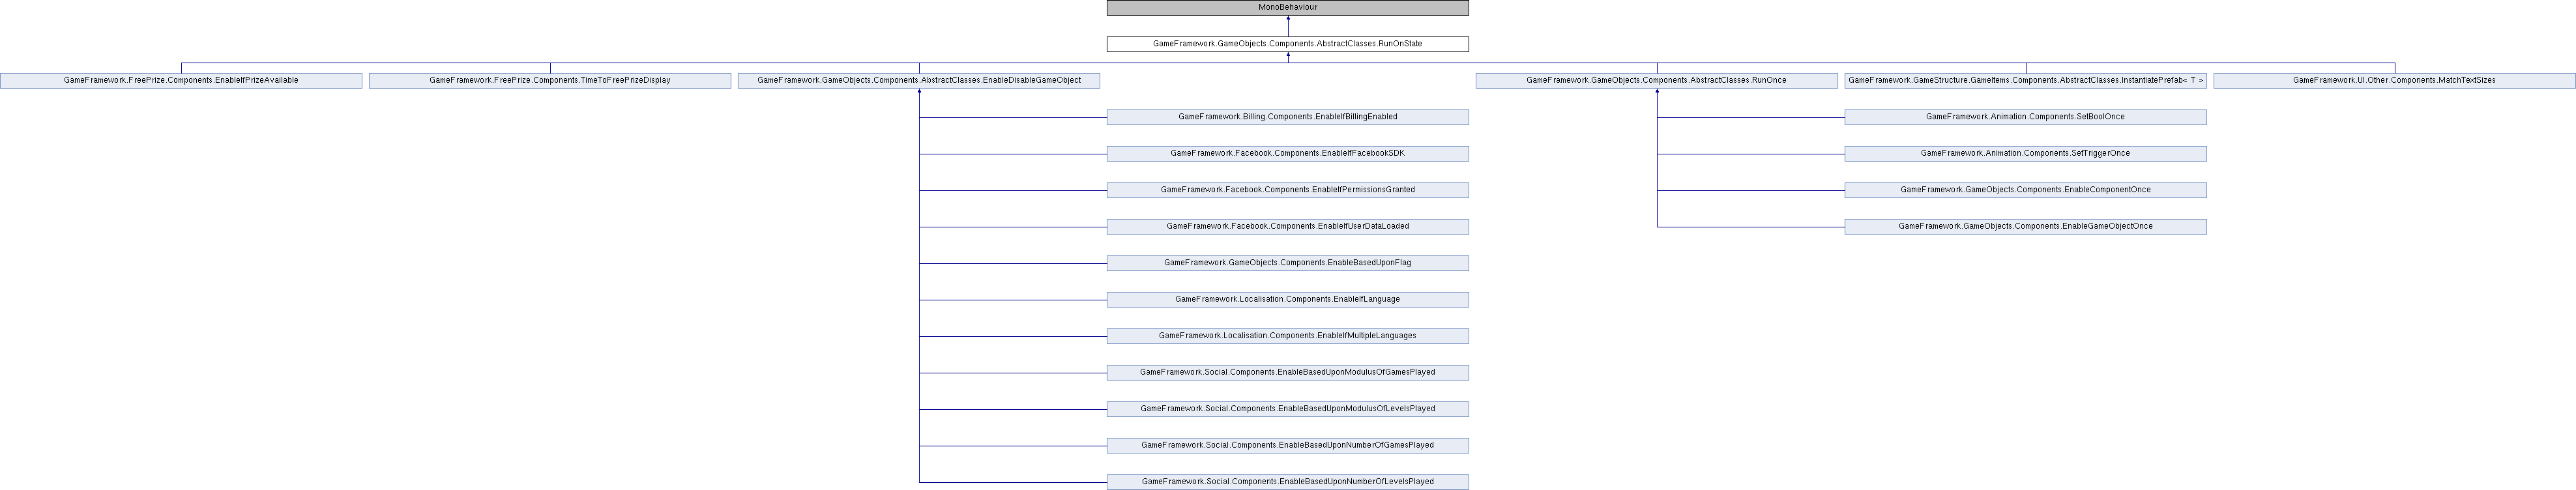 MonoBehaviour
GameFramework.GameObjects.Components.AbstractClasses.RunOnState
GameFramework.FreePrize.Components.EnableIfPrizeAvailable
GameFramework.FreePrize.Components.TimeToFreePrizeDisplay
GameFramework.GameObjects.Components.AbstractClasses.EnableDisableGameObject
GameFramework.GameObjects.Components.AbstractClasses.RunOnce
GameFramework.GameStructure.GameItems.Components.AbstractClasses.InstantiatePrefab< T >
GameFramework.UI.Other.Components.MatchTextSizes
GameFramework.Billing.Components.EnableIfBillingEnabled
GameFramework.Animation.Components.SetBoolOnce
GameFramework.Facebook.Components.EnableIfFacebookSDK
GameFramework.Animation.Components.SetTriggerOnce
GameFramework.Facebook.Components.EnableIfPermissionsGranted
GameFramework.GameObjects.Components.EnableComponentOnce
GameFramework.Facebook.Components.EnableIfUserDataLoaded
GameFramework.GameObjects.Components.EnableGameObjectOnce
GameFramework.GameObjects.Components.EnableBasedUponFlag
GameFramework.Localisation.Components.EnableIfLanguage
GameFramework.Localisation.Components.EnableIfMultipleLanguages
GameFramework.Social.Components.EnableBasedUponModulusOfGamesPlayed
GameFramework.Social.Components.EnableBasedUponModulusOfLevelsPlayed
GameFramework.Social.Components.EnableBasedUponNumberOfGamesPlayed
GameFramework.Social.Components.EnableBasedUponNumberOfLevelsPlayed